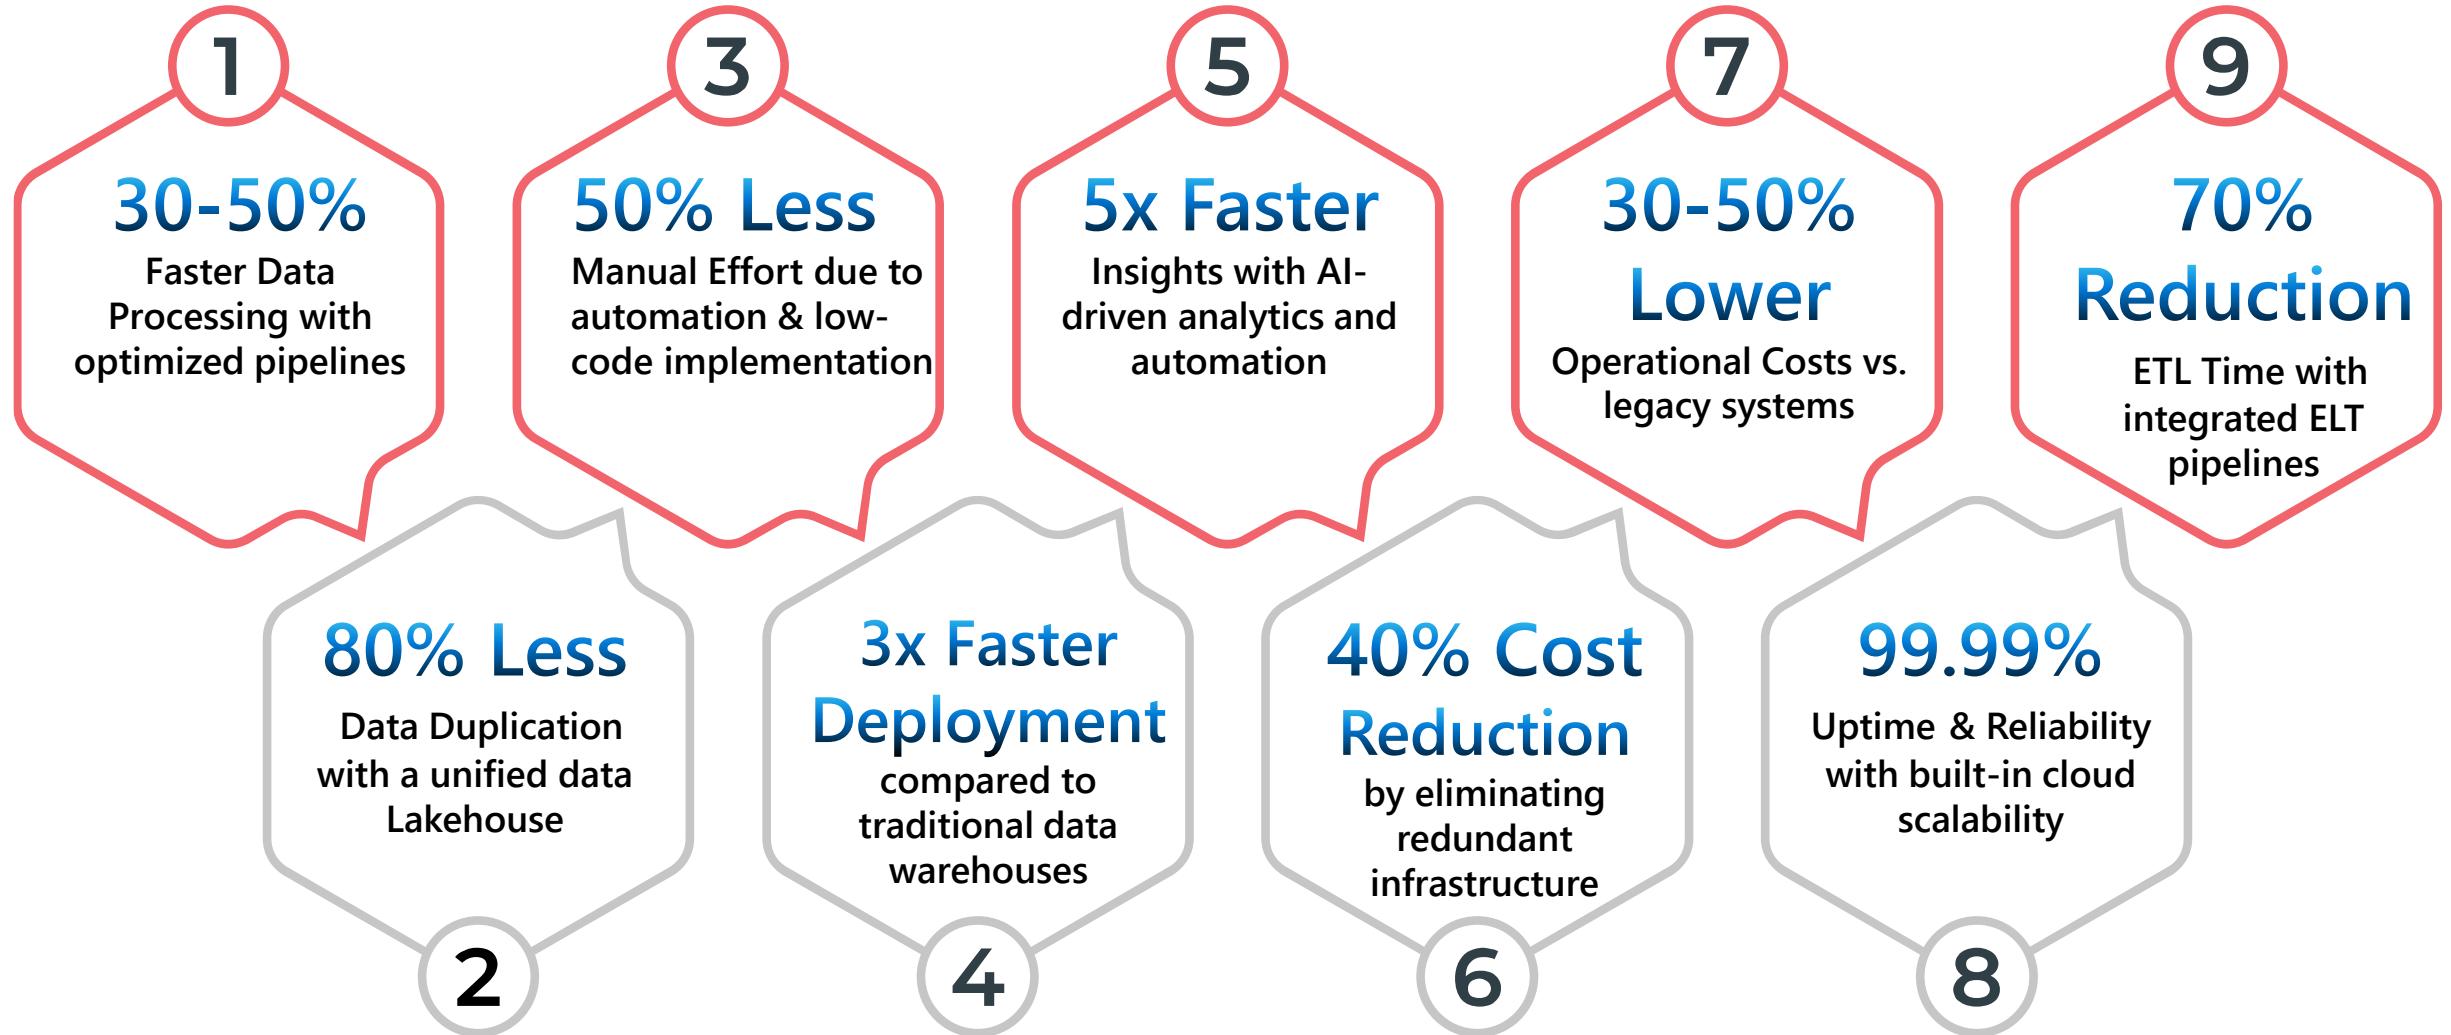 1
30-50%
Faster Data
Processing with
optimized pipelines
2
80% Less
Data Duplication
with a unified data
Lakehouse
3
50% Less
Manual Effort due to
automation & low-
code implementation
4
3x Faster
Deployment
compared to
traditional data
warehouses
5
5x Faster
Insights with AI-
driven analytics and
automation
6
40% Cost
Reduction
by eliminating
redundant
infrastructure
7
30-50%
Lower
Operational Costs vs.
legacy systems
8
99.99%
Uptime & Reliability
with built-in cloud
scalability
9
70%
Reduction
ETL Time with
integrated ELT
pipelines